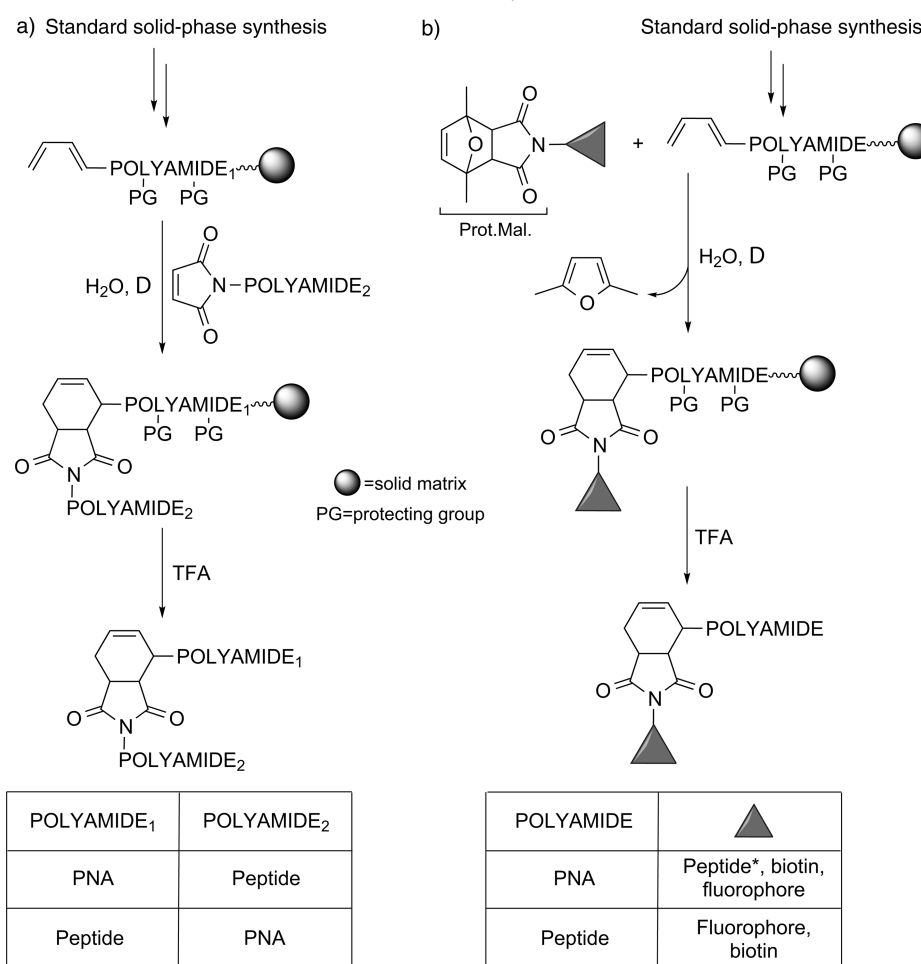 a) Standard solid-phase synthesis
POLYAMIDE₁
PG PG
O
H₂O, D
N
POLYAMIDE₂
O
POLYAMIDE₁
PG PG
O
O
N
POLYAMIDE₂
TFA
POLYAMIDE₁
O
O
N
POLYAMIDE₂
=solid matrix
PG=protecting group
b) Standard solid-phase synthesis
O
O
N
O
Prot.Mal.
+
POLYAMIDE
PG PG
H₂O, D
O
POLYAMIDE
PG PG
O
O
N
TFA
POLYAMIDE
O
O
N
POLYAMIDE₁ POLYAMIDE₂
PNA Peptide
Peptide PNA
POLYAMIDE
PNA Peptide*, biotin,
fluorophore
Peptide Fluorophore,
biotin